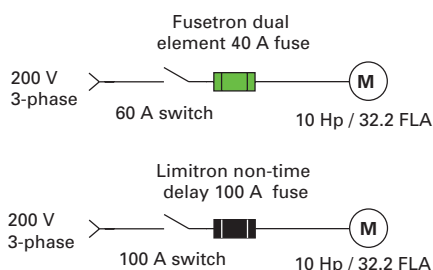 Fusetron dual
element 40 A fuse
200 V
3-phase
M
60 A switch
10 Hp / 32.2 FLA
Limitron non-time
delay 100 A fuse
200 V
3-phase
M
100 A switch
10 Hp / 32.2 FLA